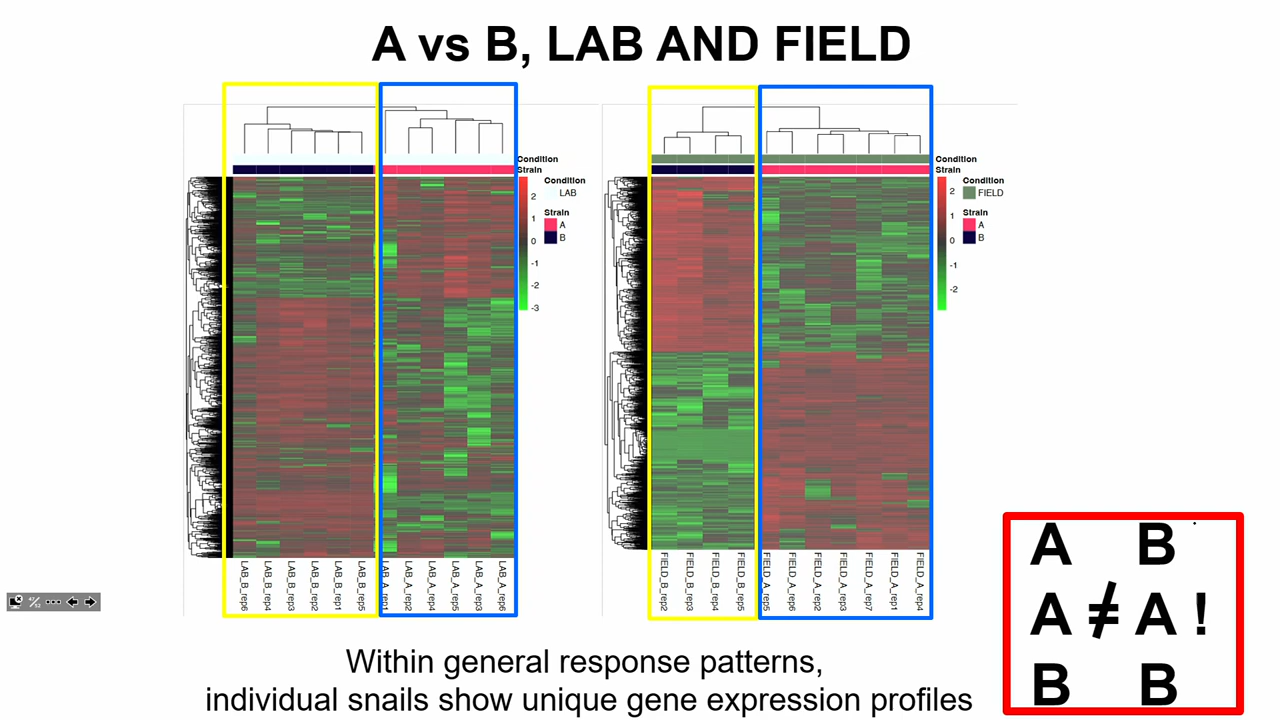 A vs B, LAB AND FIELD
Condition
Strain
Condition
LAB
Strain
A
B
2
1
0
-1
-2
-3
Condition
Strain
Condition
FIELD
Strain
A
B
2
1
0
-1
-2
LAB_A_rep6
LAB_B_rep4
LAB_B_rep3
LAB_B_rep2
LAB_B_rep1
LAB_B_rep5
LAB_A_rep1
LAB_A_rep2
LAB_A_rep4
LAB_A_rep5
LAB_A_rep3
LAB_A_rep6
FIELD_B_rep2
FIELD_B_rep3
FIELD_B_rep4
FIELD_B_rep5
FIELD_A_rep5
FIELD_A_rep6
FIELD_A_rep2
FIELD_A_rep3
FIELD_A_rep7
FIELD_A_rep1
FIELD_A_rep4
A B
A ≠ A !
B B
Within general response patterns,
individual snails show unique gene expression profiles